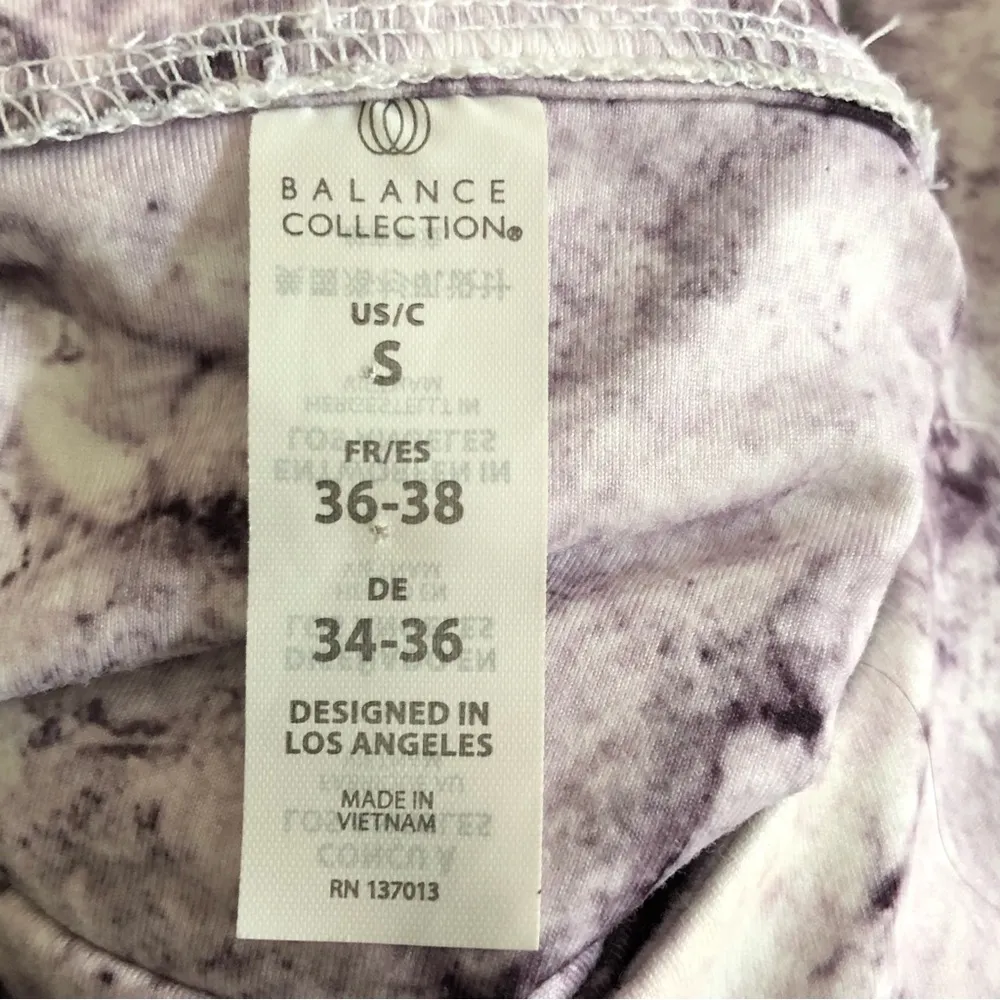 BALANCE
COLLECTION®
US/C
S
FR/ES
36-38
DE
34-36
DESIGNED IN
LOS ANGELES
MADE IN
VIETNAM
RN 137013